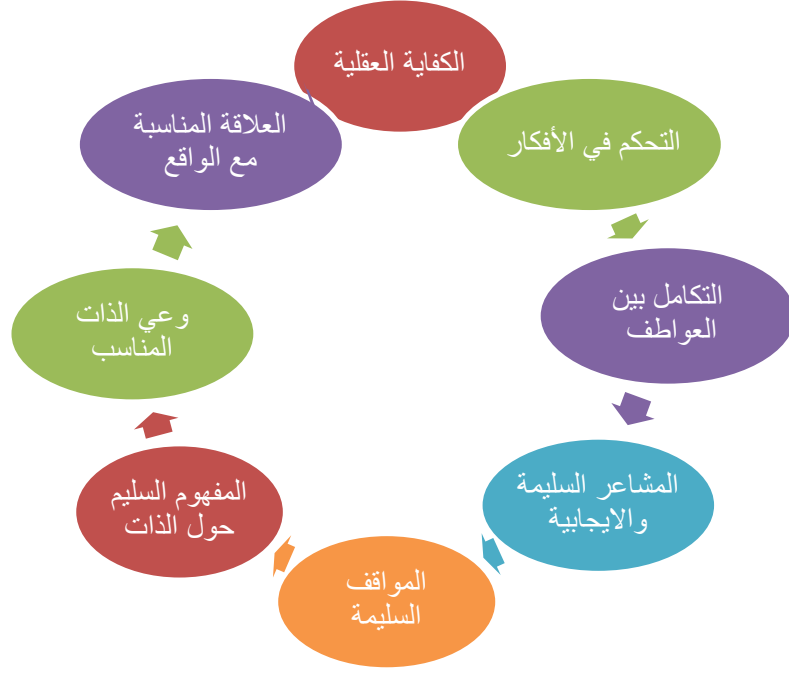 الكفاية العقلية
التحكم في الأفكار
التكامل بين
العواطف
المشاعر السليمة
والايجابية
المواقف
السليمة
المفهوم السليم
حول الذات
وعي الذات
المناسب
العلاقة المناسبة
مع الواقع